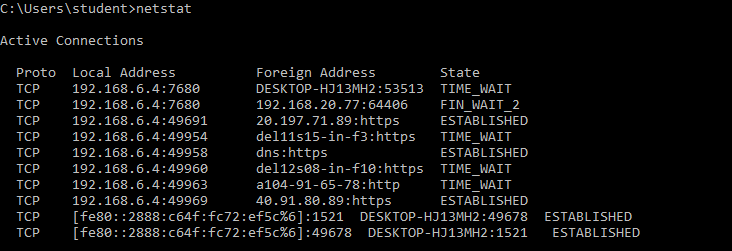 C:\Users\student>netstat
Active Connections
Proto  Local Address          Foreign Address        State
TCP    192.168.6.4:7680       DESKTOP-HJ13MH2:53513  TIME_WAIT
TCP    192.168.6.4:7680       192.168.20.77:64406    FIN_WAIT_2
TCP    192.168.6.4:49691      20.197.71.89:https     ESTABLISHED
TCP    192.168.6.4:49954      del11s15-in-f3:https   TIME_WAIT
TCP    192.168.6.4:49958      dns:https              ESTABLISHED
TCP    192.168.6.4:49960      del12s08-in-f10:https  TIME_WAIT
TCP    192.168.6.4:49963      a104-91-65-78:http     TIME_WAIT
TCP    192.168.6.4:49969      40.91.80.89:https      ESTABLISHED
TCP    [fe80::2888:c64f:fc72:ef5c%6]:1521  DESKTOP-HJ13MH2:49678  ESTABLISHED
TCP    [fe80::2888:c64f:fc72:ef5c%6]:49678  DESKTOP-HJ13MH2:1521  ESTABLISHED